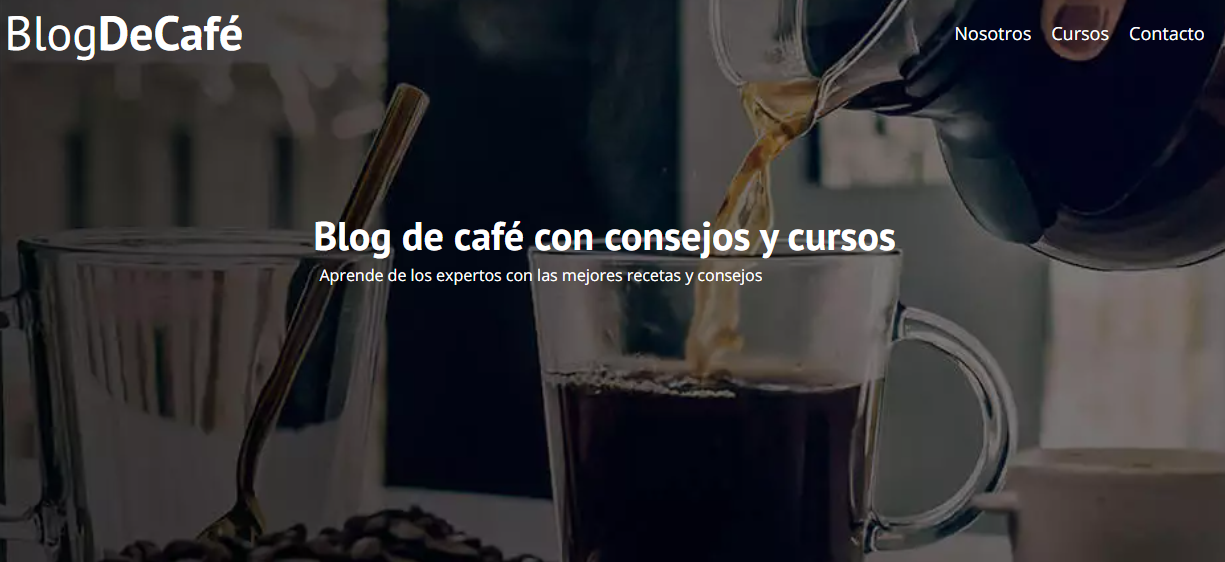 BlogDeCafé
Nosotros Cursos Contacto
Blog de café con consejos y cursos
Aprende de los expertos con las mejores recetas y consejos